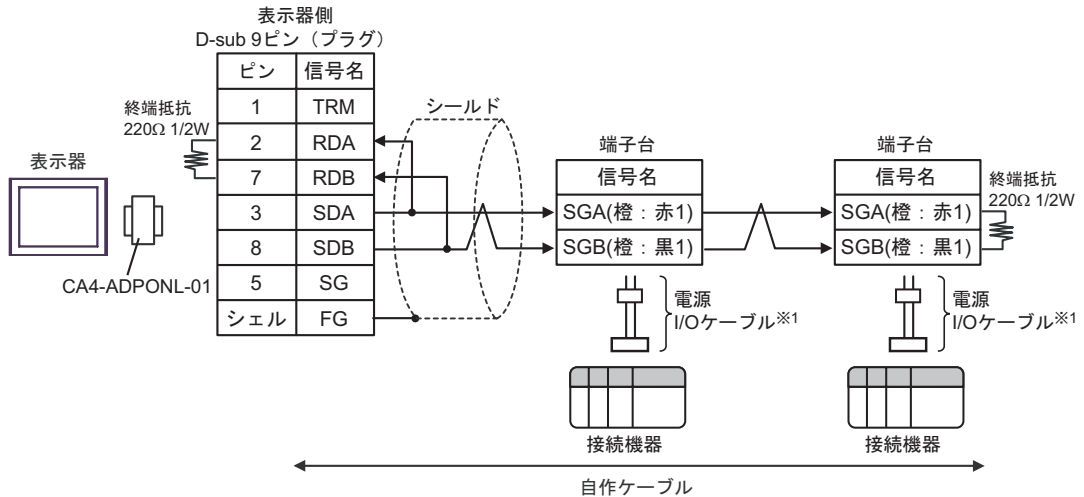 表示器側
D-sub 9ピン（プラグ）
ピン 信号名
1 TRM
2 RDA
7 RDB
3 SDA
8 SDB
5 SG
シェル FG
終端抵抗
220Ω 1/2W
表示器
CA4-ADPONL-01
シールド
端子台
信号名
SGA(橙：赤1)
SGB(橙：黒1)
電源
I/Oケーブル※1
接続機器
端子台
信号名
SGA(橙：赤1)
SGB(橙：黒1)
終端抵抗
220Ω 1/2W
電源
I/Oケーブル※1
接続機器
自作ケーブル